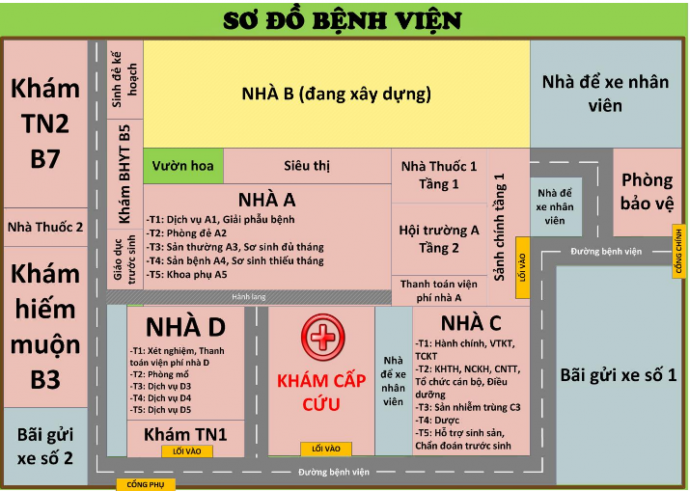 SƠ ĐỒ BỆNH VIỆN
Khám
TN2
B7
Sinh đẻ kế
hoạch
NHÀ B (đang xây dựng)
Nhà để xe nhân
viên
Khám BHYT B5
Vườn hoa
Siêu thị
Nhà Thuốc 1
Tầng 1
Sảnh chính tầng 1
Nhà để
xe nhân
viên
Phòng
bảo vệ
Nhà Thuốc 2
NHÀ A
-T1: Dịch vụ A1, Giải phẫu bệnh
-T2: Phòng đẻ A2
-T3: Sản thường A3, Sơ sinh đủ tháng
-T4: Sản bệnh A4, Sơ sinh thiếu tháng
-T5: Khoa phụ A5
Hội trường A
Tầng 2
Giáo dục
trước sinh
LỐI VÀO
Đường bệnh viện
CỔNG CHÍNH
Khám
hiếm
muộn
B3
Thanh toán viện
phí nhà A
Hành lang
NHÀ D
-T1: Xét nghiệm, Thanh
toán viện phí nhà D
-T2: Phòng mổ
-T3: Dịch vụ D3
-T4: Dịch vụ D4
-T5: Dịch vụ D5
KHÁM CẤP
CỨU
Nhà
để xe
nhân
viên
NHÀ C
-T1: Hành chính, VTKT,
TCKT
-T2: KHTH, NCKH, CNTT,
Tổ chức cán bộ, Điều
dưỡng
-T3: Sản nhiễm trùng C3
-T4: Dược
-T5: Hỗ trợ sinh sản,
Chẩn đoán trước sinh
Bãi gửi xe số 1
Bãi gửi
xe số 2
Khám TN1
LỐI VÀO
LỐI VÀO
Đường bệnh viện
CỔNG PHỤ